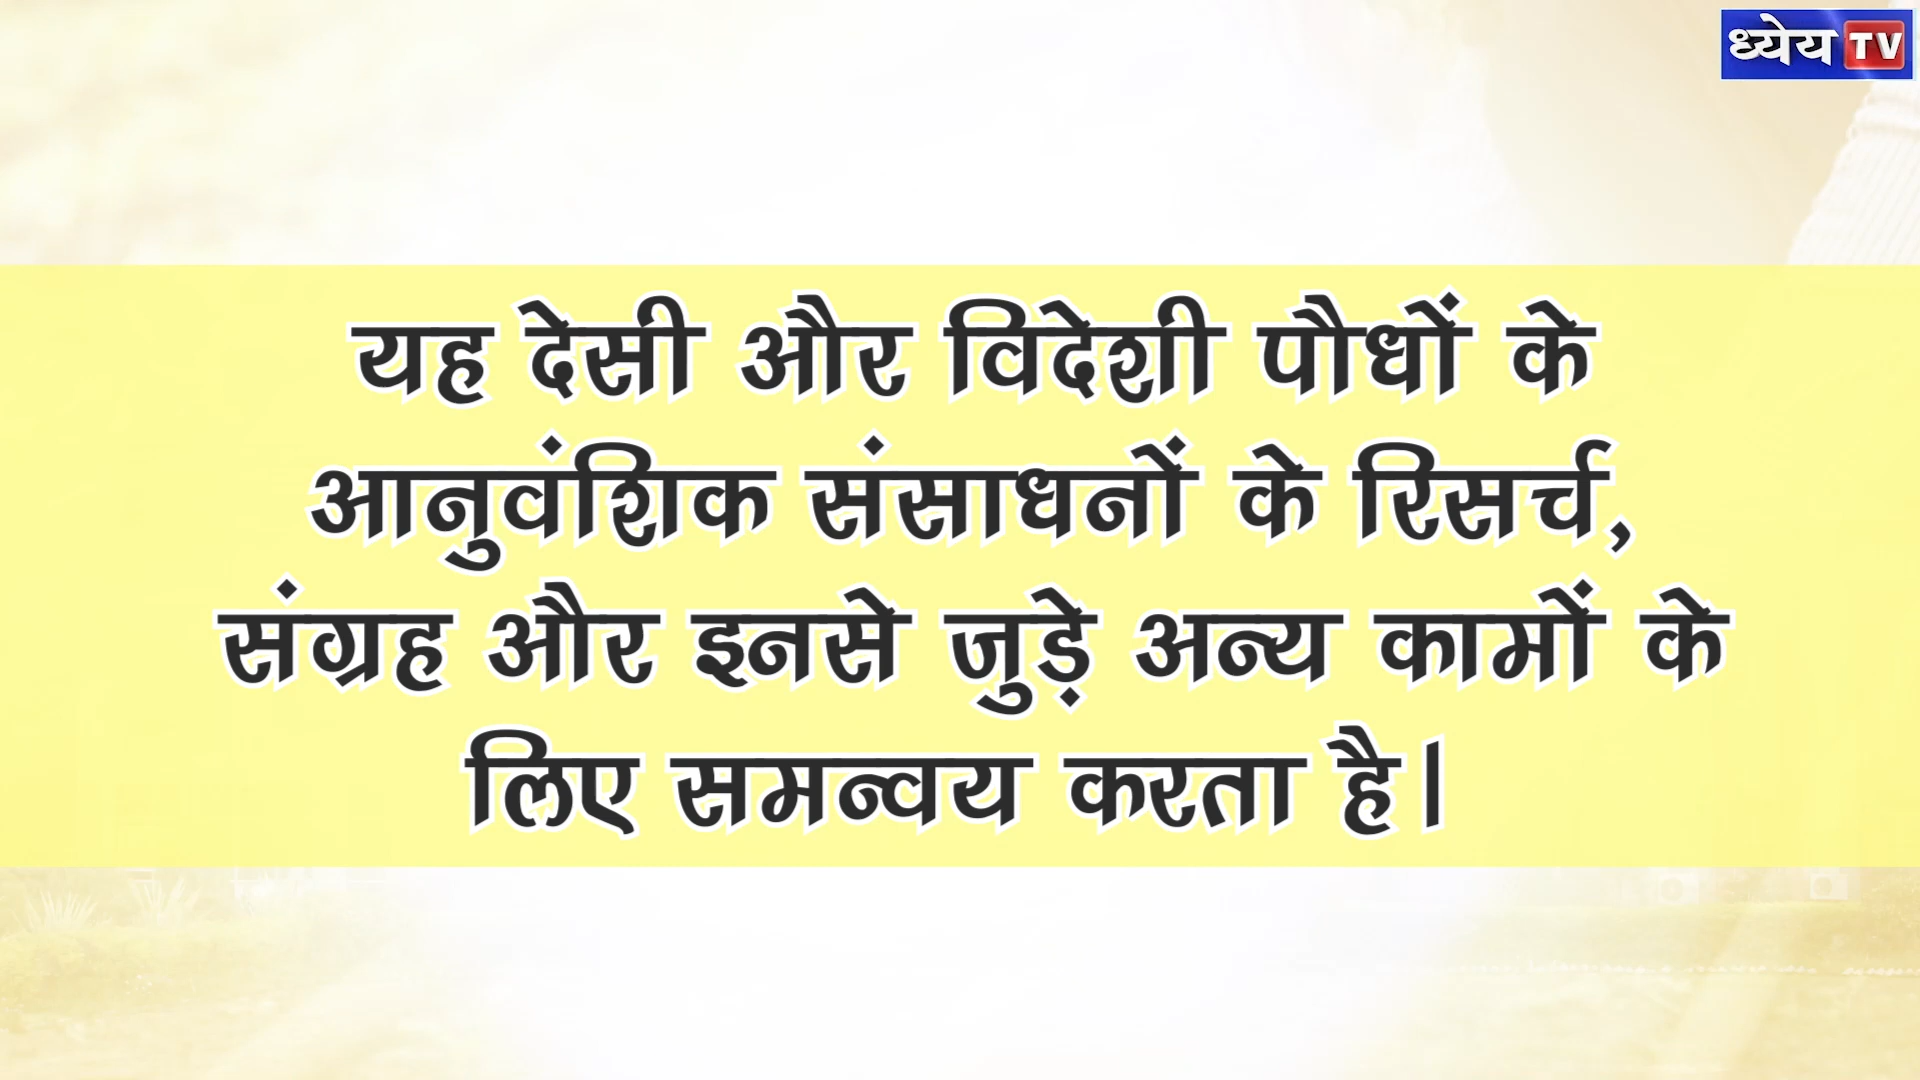 ध्येय TV
यह देसी और विदेशी पौधों के
आनुवंशिक संसाधनों के रिसर्च,
संग्रह और इनसे जुड़े अन्य कामों के
लिए समन्वय करता है।